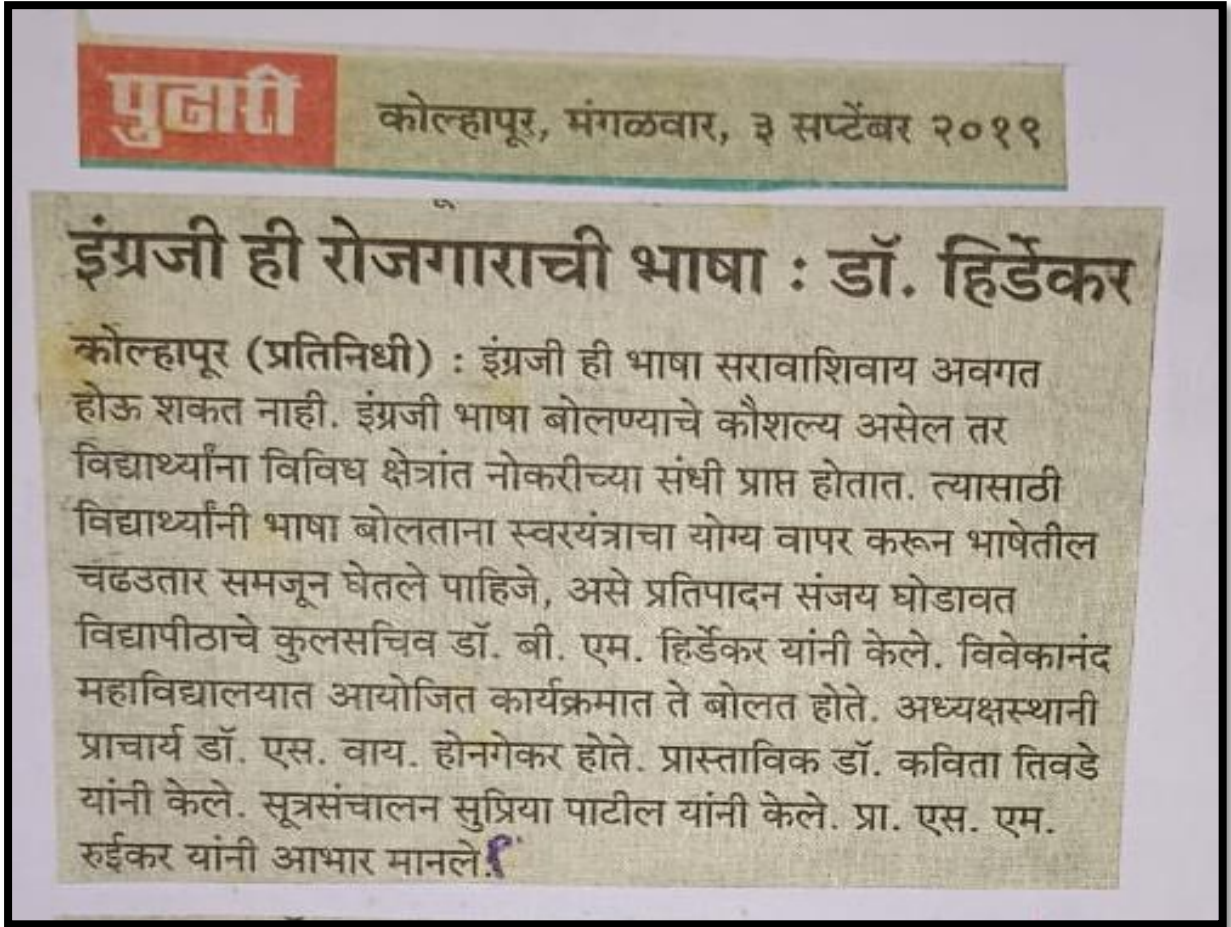 पुढारी
कोल्हापूर, मंगळवार, ३ सप्टेंबर २०१९
इंग्रजी ही रोजगाराची भाषा : डॉ. हिर्डेकर
कोल्हापूर (प्रतिनिधी) : इंग्रजी ही भाषा सरावाशिवाय अवगत
होऊ शकत नाही. इंग्रजी भाषा बोलण्याचे कौशल्य असेल तर
विद्यार्थ्यांना विविध क्षेत्रांत नोकरीच्या संधी प्राप्त होतात. त्यासाठी
विद्यार्थ्यांनी भाषा बोलताना स्वरयंत्राचा योग्य वापर करून भाषेतील
चढउतार समजून घेतले पाहिजे, असे प्रतिपादन संजय घोडावत
विद्यापीठाचे कुलसचिव डॉ. बी. एम. हिर्डेकर यांनी केले. विवेकानंद
महाविद्यालयात आयोजित कार्यक्रमात ते बोलत होते. अध्यक्षस्थानी
प्राचार्य डॉ. एस. वाय. होनगेकर होते. प्रास्ताविक डॉ. कविता तिवडे
यांनी केले. सूत्रसंचालन सुप्रिया पाटील यांनी केले. प्रा. एस. एम.
रुईकर यांनी आभार मानले.